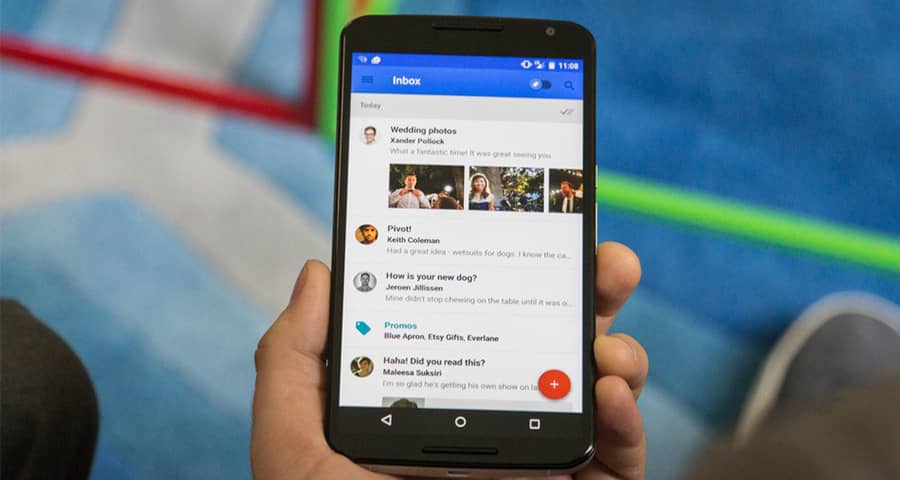 11:08
Inbox
Today
Wedding photos
Xander Pollock
What a fantastic time! It was great seeing you.
Pivot!
Keith Coleman
Had a great idea - wetsuits for dogs. I know the ca...
How is your new dog?
Jeroen Jillissen
Mine didn't stop chewing on the table until it was o...
Promos
Blue Apron, Etsy Gifts, Everlane
Haha! Did you read this?
Maleesa Suksiri
I'm so glad he's getting his own show on la